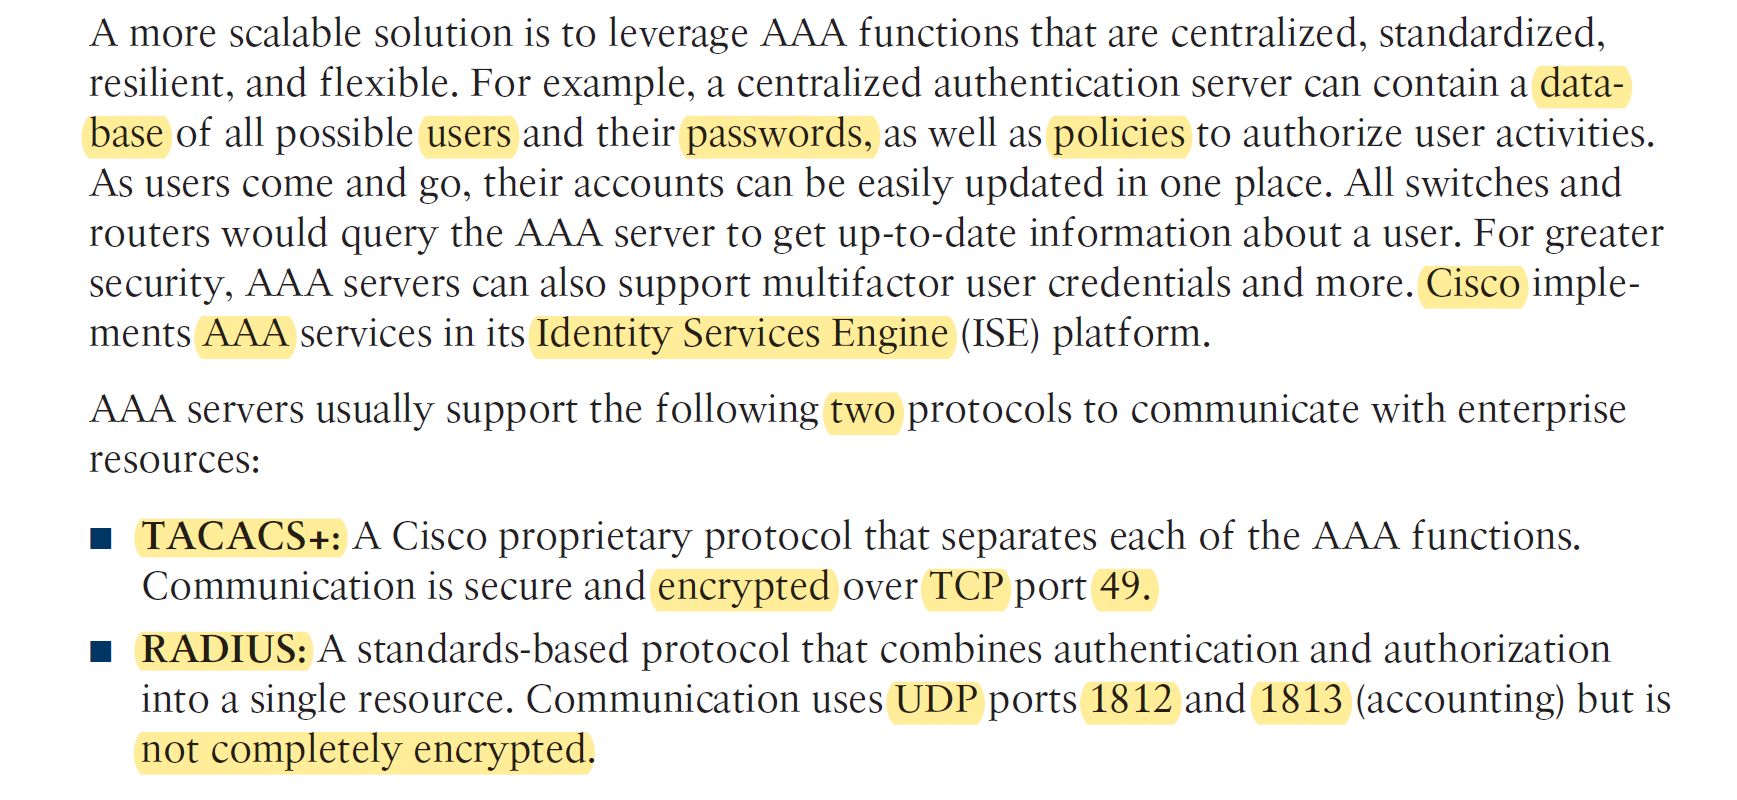 A more scalable solution is to leverage AAA functions that are centralized, standardized,
resilient, and flexible. For example, a centralized authentication server can contain a data-
base of all possible users and their passwords, as well as policies to authorize user activities.
As users come and go, their accounts can be easily updated in one place. All switches and
routers would query the AAA server to get up-to-date information about a user. For greater
security, AAA servers can also support multifactor user credentials and more. Cisco imple-
ments AAA services in its Identity Services Engine (ISE) platform.
AAA servers usually support the following two protocols to communicate with enterprise
resources:
■ TACACS+: A Cisco proprietary protocol that separates each of the AAA functions.
Communication is secure and encrypted over TCP port 49.
■ RADIUS: A standards-based protocol that combines authentication and authorization
into a single resource. Communication uses UDP ports 1812 and 1813 (accounting) but is
not completely encrypted.